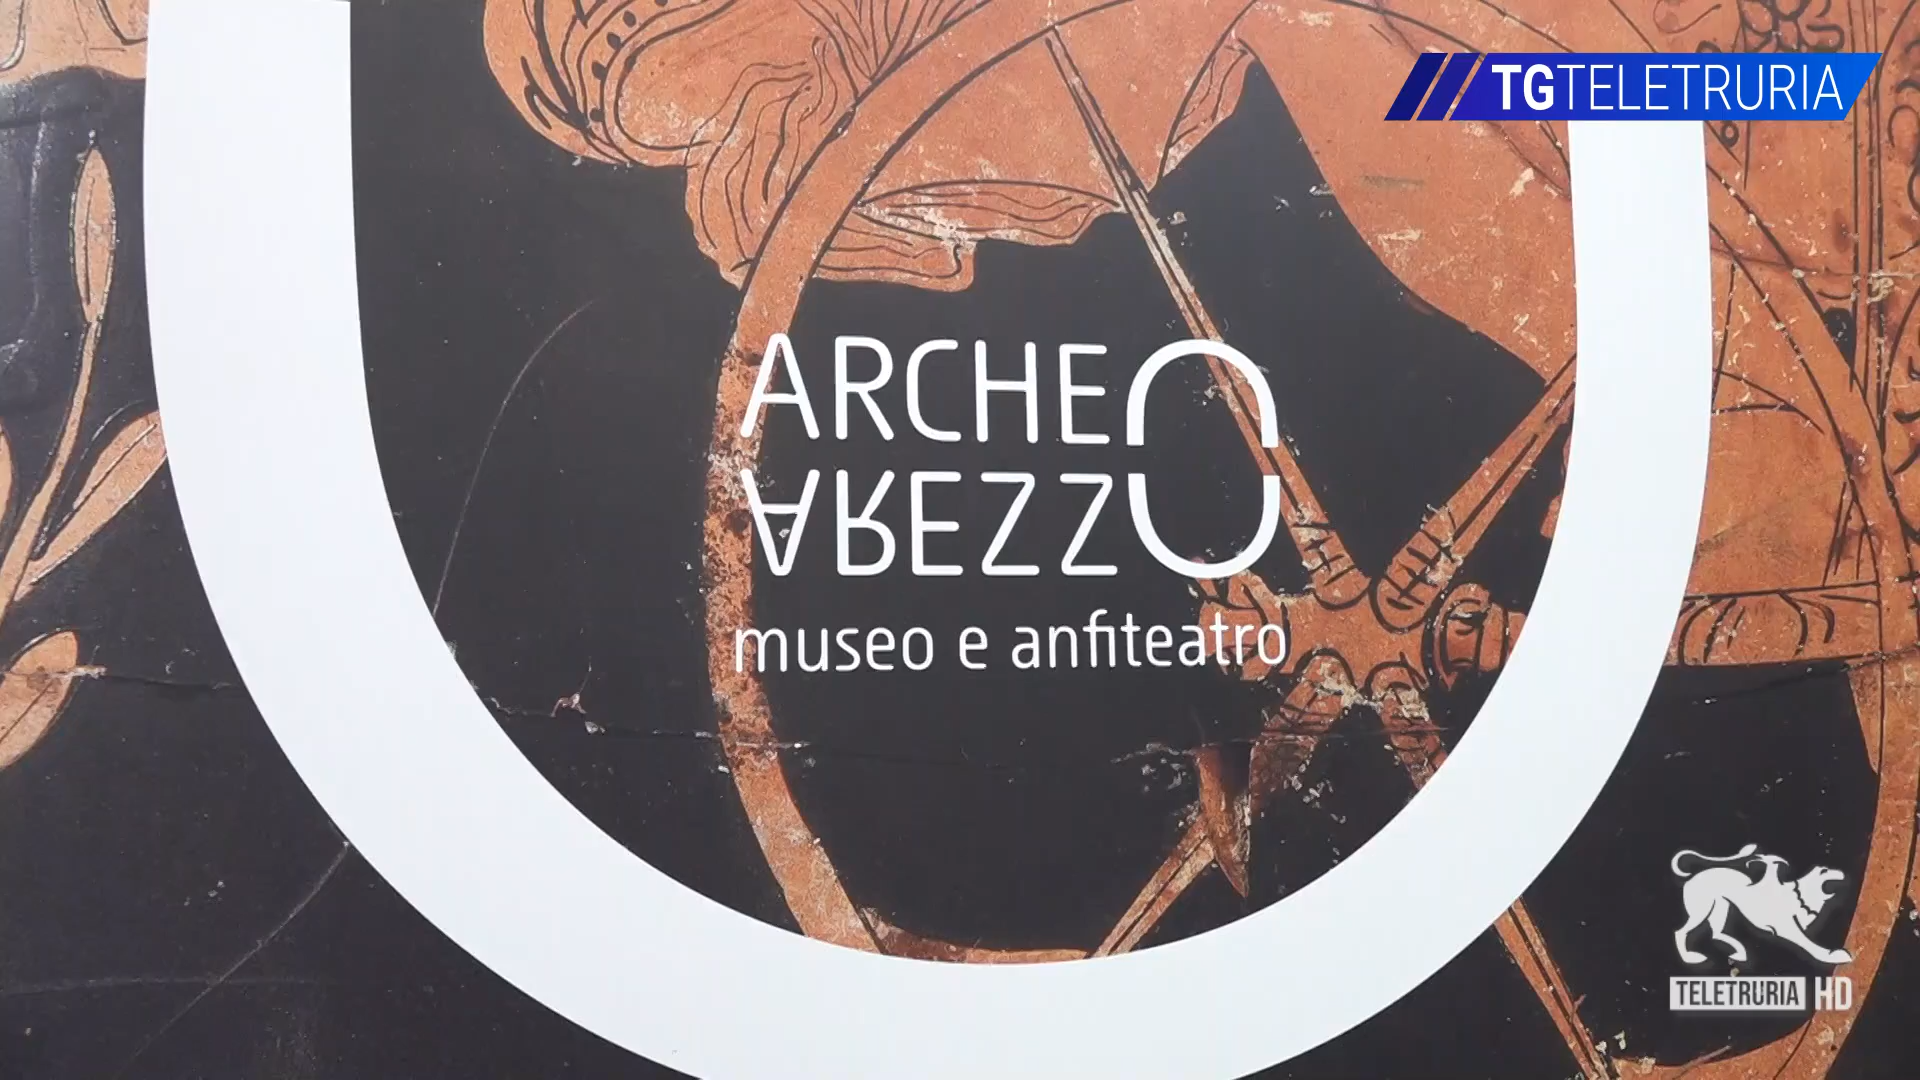 TGTELETRURIA
ARCHEO
AREZZO
museo e anfiteatro
TELETRURIA HD